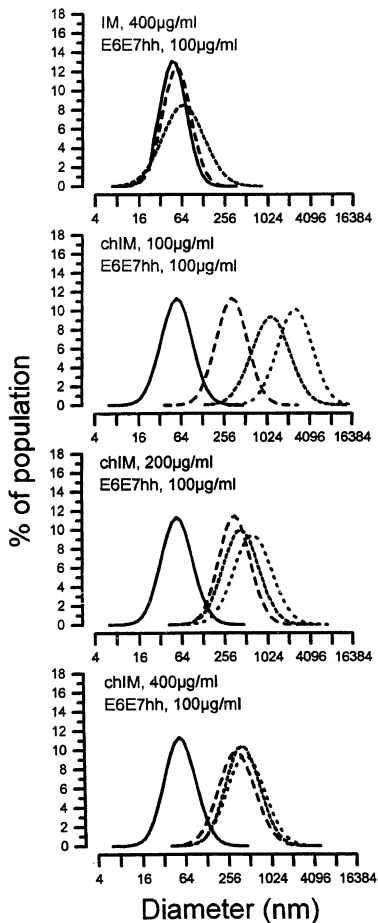 IM, 400µg/ml
E6E7hh, 100µg/ml
18
16
14
12
10
8
6
4
2
0
4 16 64 256 1024 4096 16384
chIM, 100µg/ml
E6E7hh, 100µg/ml
18
16
14
12
10
8
6
4
2
0
4 16 64 256 1024 4096 16384
chIM, 200µg/ml
E6E7hh, 100µg/ml
18
16
14
12
10
8
6
4
2
0
4 16 64 256 1024 4096 16384
chIM, 400µg/ml
E6E7hh, 100µg/ml
18
16
14
12
10
8
6
4
2
0
4 16 64 256 1024 4096 16384
% of population
Diameter (nm)